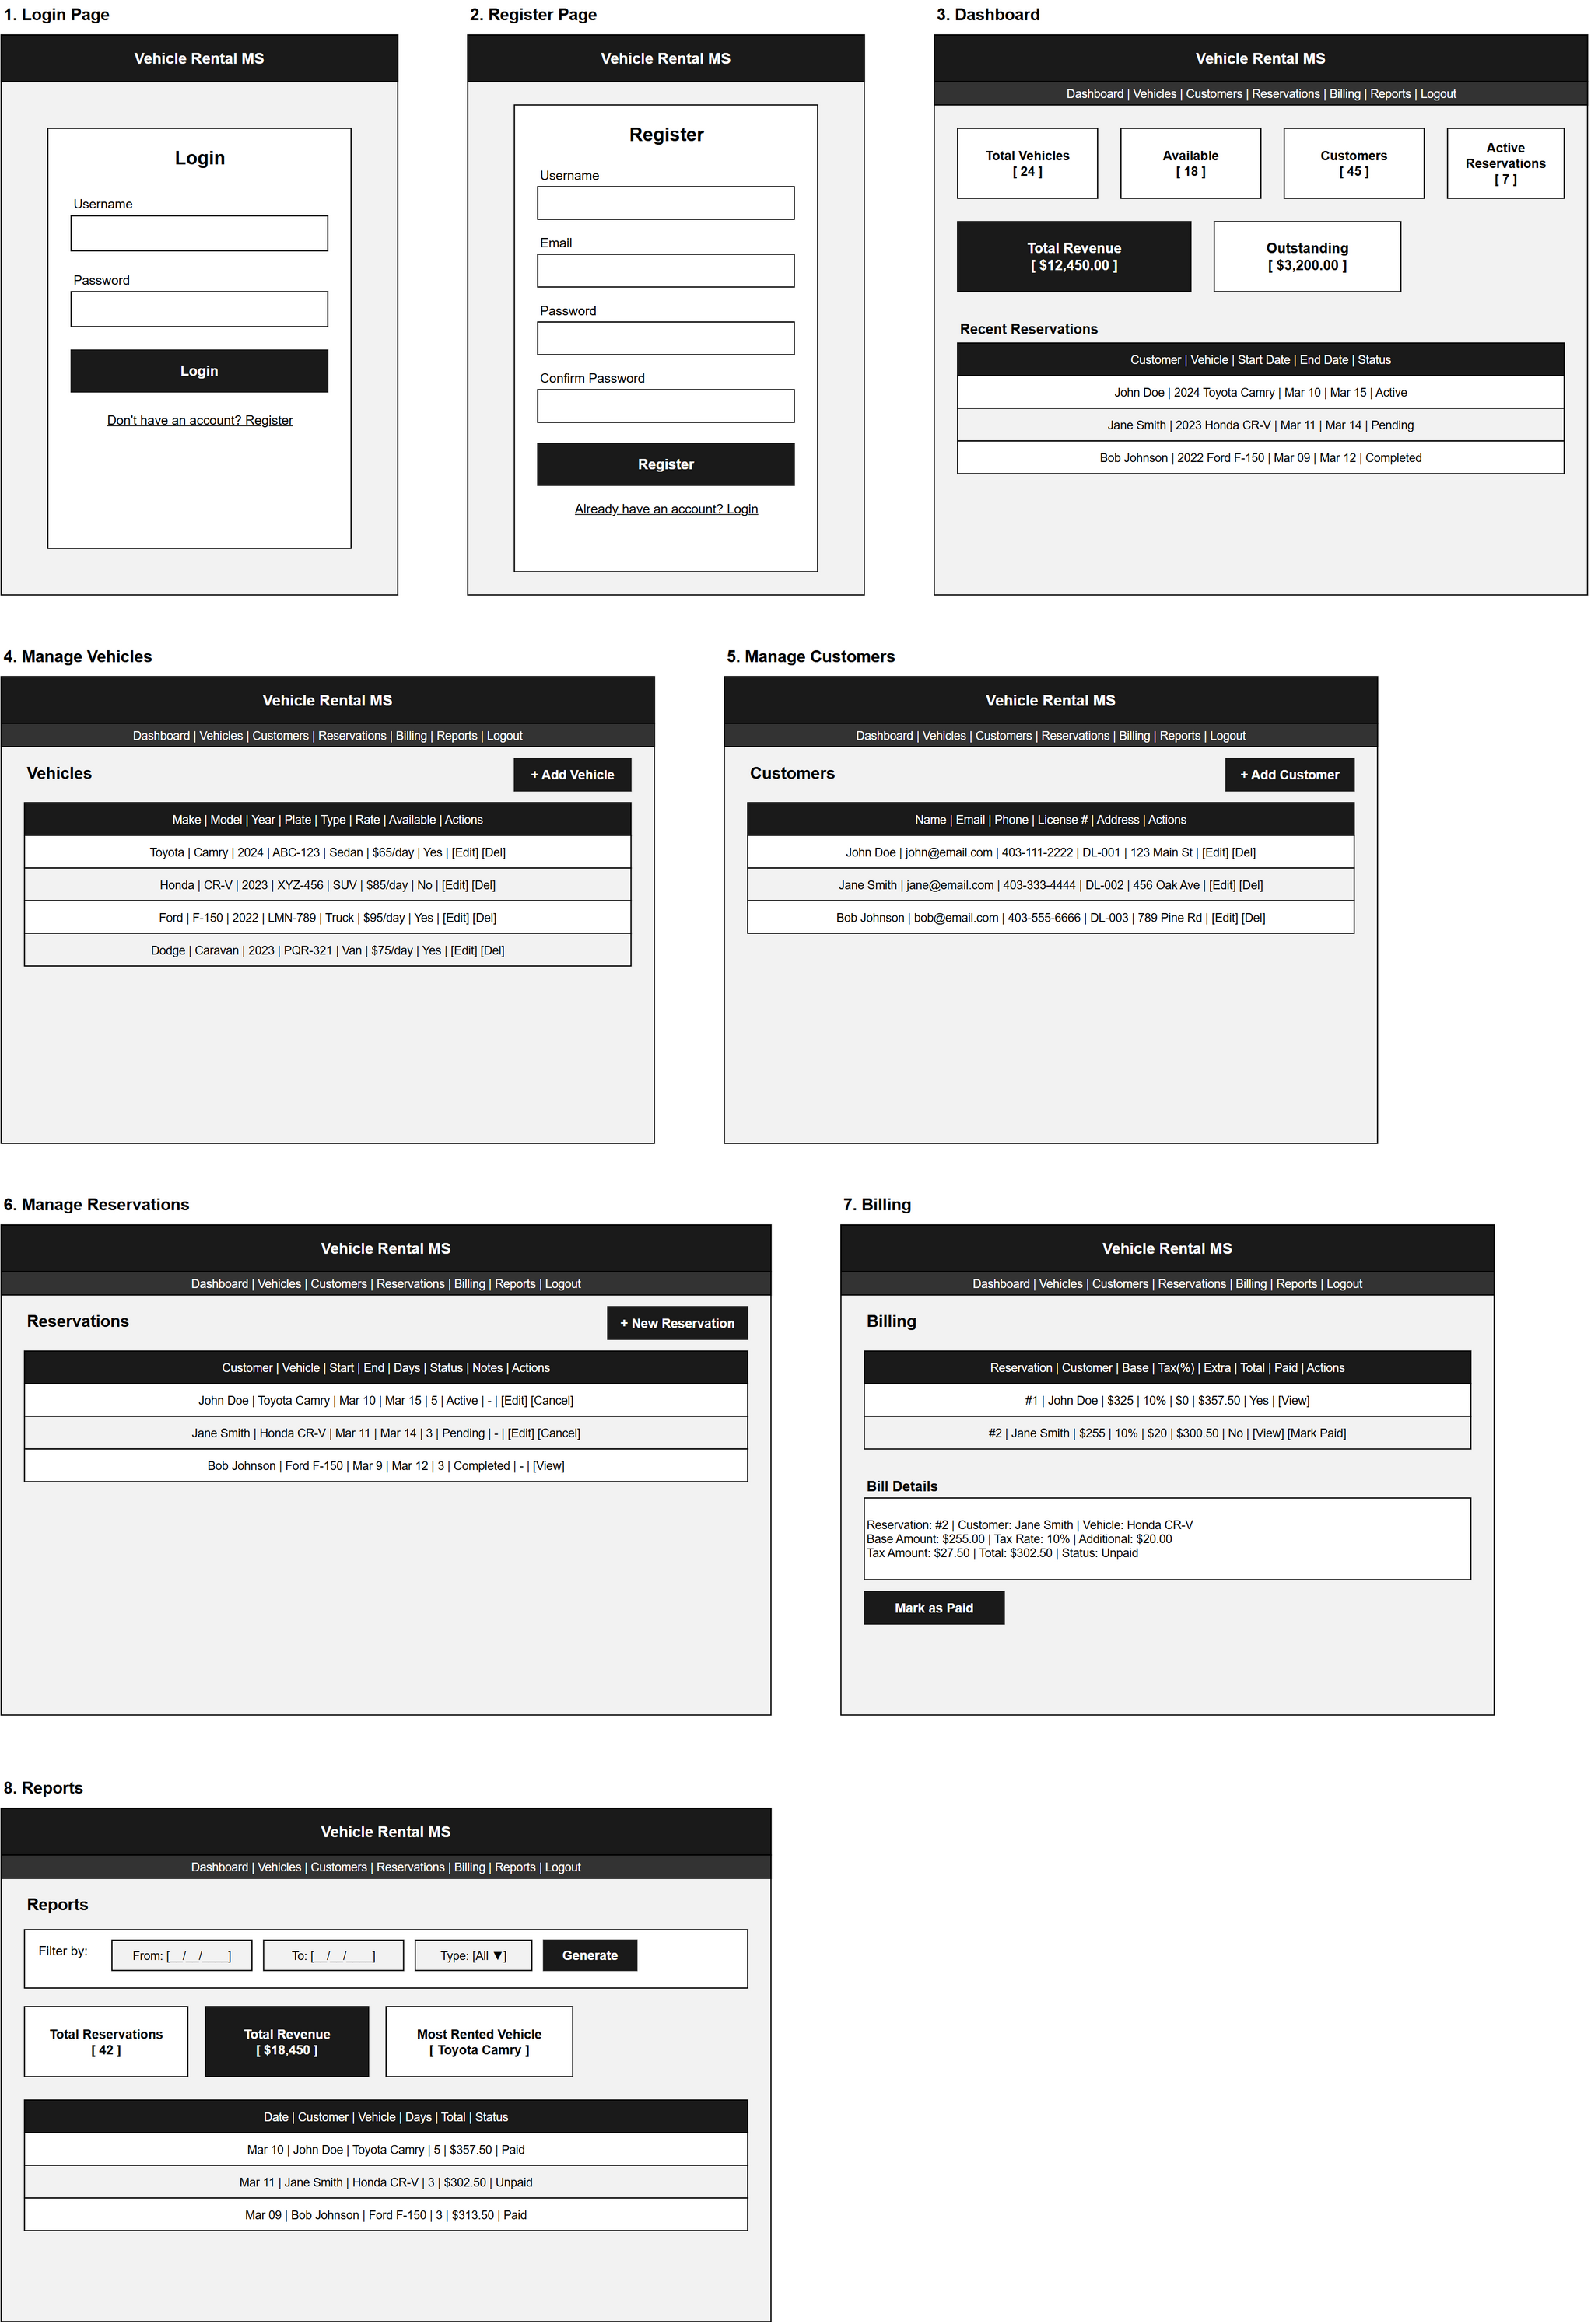 1. Login Page
Vehicle Rental MS
Login
Username
Password
Login
Don't have an account? Register
2. Register Page
Vehicle Rental MS
Register
Username
Email
Password
Confirm Password
Register
Already have an account? Login
3. Dashboard
Vehicle Rental MS
Dashboard | Vehicles | Customers | Reservations | Billing | Reports | Logout
Total Vehicles
[ 24 ]
Available
[ 18 ]
Customers
[ 45 ]
Active
Reservations
[ 7 ]
Total Revenue
[ $12,450.00 ]
Outstanding
[ $3,200.00 ]
Recent Reservations
Customer | Vehicle | Start Date | End Date | Status
John Doe | 2024 Toyota Camry | Mar 10 | Mar 15 | Active
Jane Smith | 2023 Honda CR-V | Mar 11 | Mar 14 | Pending
Bob Johnson | 2022 Ford F-150 | Mar 09 | Mar 12 | Completed
4. Manage Vehicles
Vehicle Rental MS
Dashboard | Vehicles | Customers | Reservations | Billing | Reports | Logout
Vehicles
+ Add Vehicle
Make | Model | Year | Plate | Type | Rate | Available | Actions
Toyota | Camry | 2024 | ABC-123 | Sedan | $65/day | Yes | [Edit] [Del]
Honda | CR-V | 2023 | XYZ-456 | SUV | $85/day | No | [Edit] [Del]
Ford | F-150 | 2022 | LMN-789 | Truck | $95/day | Yes | [Edit] [Del]
Dodge | Caravan | 2023 | PQR-321 | Van | $75/day | Yes | [Edit] [Del]
5. Manage Customers
Vehicle Rental MS
Dashboard | Vehicles | Customers | Reservations | Billing | Reports | Logout
Customers
+ Add Customer
Name | Email | Phone | License # | Address | Actions
John Doe | john@email.com | 403-111-2222 | DL-001 | 123 Main St | [Edit] [Del]
Jane Smith | jane@email.com | 403-333-4444 | DL-002 | 456 Oak Ave | [Edit] [Del]
Bob Johnson | bob@email.com | 403-555-6666 | DL-003 | 789 Pine Rd | [Edit] [Del]
6. Manage Reservations
Vehicle Rental MS
Dashboard | Vehicles | Customers | Reservations | Billing | Reports | Logout
Reservations
+ New Reservation
Customer | Vehicle | Start | End | Days | Status | Notes | Actions
John Doe | Toyota Camry | Mar 10 | Mar 15 | 5 | Active | - | [Edit] [Cancel]
Jane Smith | Honda CR-V | Mar 11 | Mar 14 | 3 | Pending | - | [Edit] [Cancel]
Bob Johnson | Ford F-150 | Mar 9 | Mar 12 | 3 | Completed | - | [View]
7. Billing
Vehicle Rental MS
Dashboard | Vehicles | Customers | Reservations | Billing | Reports | Logout
Billing
Reservation | Customer | Base | Tax(%) | Extra | Total | Paid | Actions
#1 | John Doe | $325 | 10% | $0 | $357.50 | Yes | [View]
#2 | Jane Smith | $255 | 10% | $20 | $300.50 | No | [View] [Mark Paid]
Bill Details
Reservation: #2 | Customer: Jane Smith | Vehicle: Honda CR-V
Base Amount: $255.00 | Tax Rate: 10% | Additional: $20.00
Tax Amount: $27.50 | Total: $302.50 | Status: Unpaid
Mark as Paid
8. Reports
Vehicle Rental MS
Dashboard | Vehicles | Customers | Reservations | Billing | Reports | Logout
Reports
Filter by:
From: [__/__/____]
To: [__/__/____]
Type: [All ▼]
Generate
Total Reservations
[ 42 ]
Total Revenue
[ $18,450 ]
Most Rented Vehicle
[ Toyota Camry ]
Date | Customer | Vehicle | Days | Total | Status
Mar 10 | John Doe | Toyota Camry | 5 | $357.50 | Paid
Mar 11 | Jane Smith | Honda CR-V | 3 | $302.50 | Unpaid
Mar 09 | Bob Johnson | Ford F-150 | 3 | $313.50 | Paid